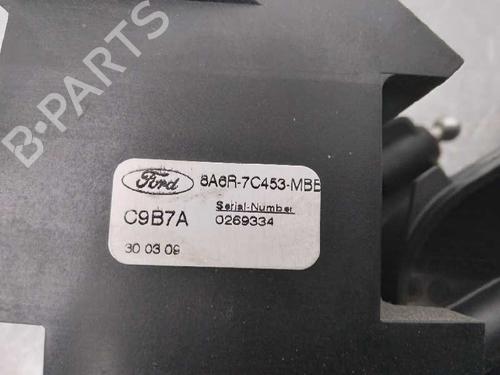 B-PARTS
Ford
8A6R-7C453-MBB
Serial-Number
C9B7A
0269334
30 03 09